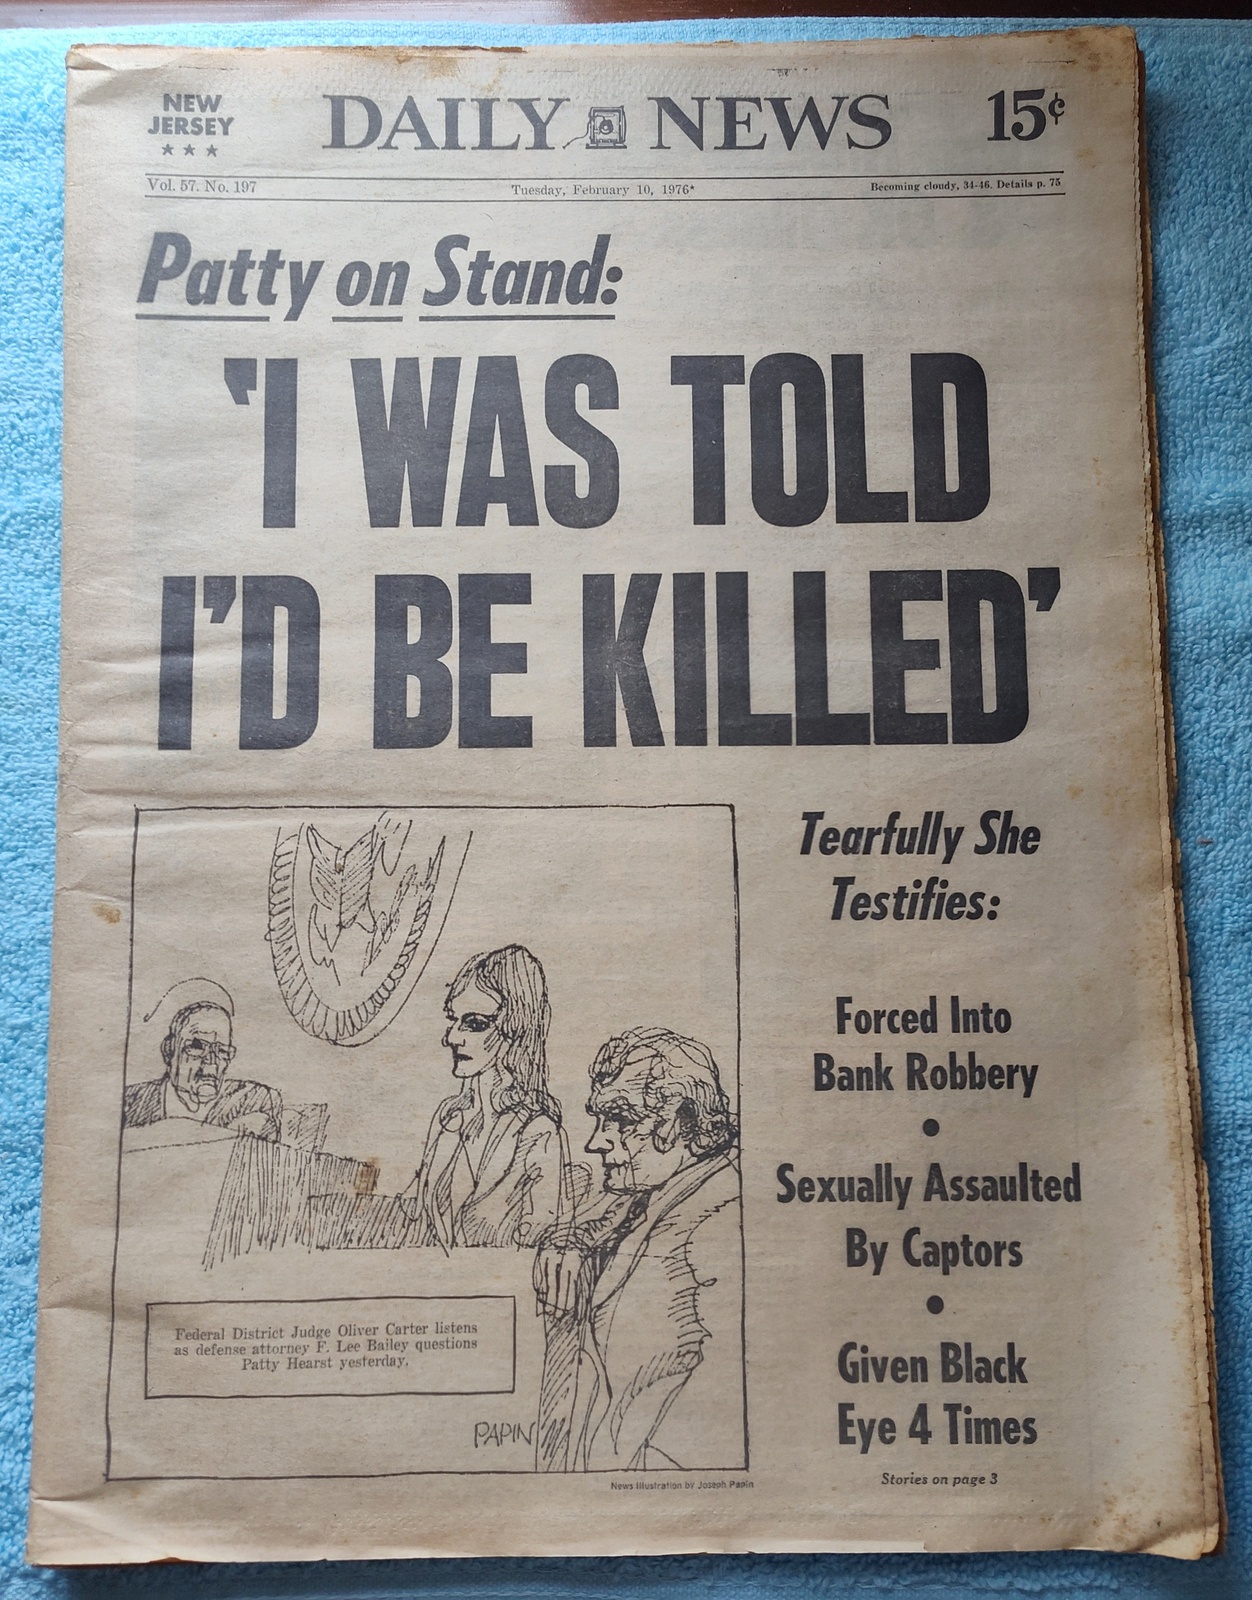 NEW
JERSEY
★ ★ ★
DAILY NEWS
15¢
Vol. 57. No. 197
Tuesday, February 10, 1976*
Becoming cloudy, 34-46. Details p. 75
Patty on Stand:
'I WAS TOLD
I'D BE KILLED'
Tearfully She
Testifies:
Forced Into
Bank Robbery
•
Sexually Assaulted
By Captors
•
Given Black
Eye 4 Times
Stories on page 3
Federal District Judge Oliver Carter listens
as defense attorney F. Lee Bailey questions
Patty Hearst yesterday.
PAPIN
News Illustration by Joseph Papin